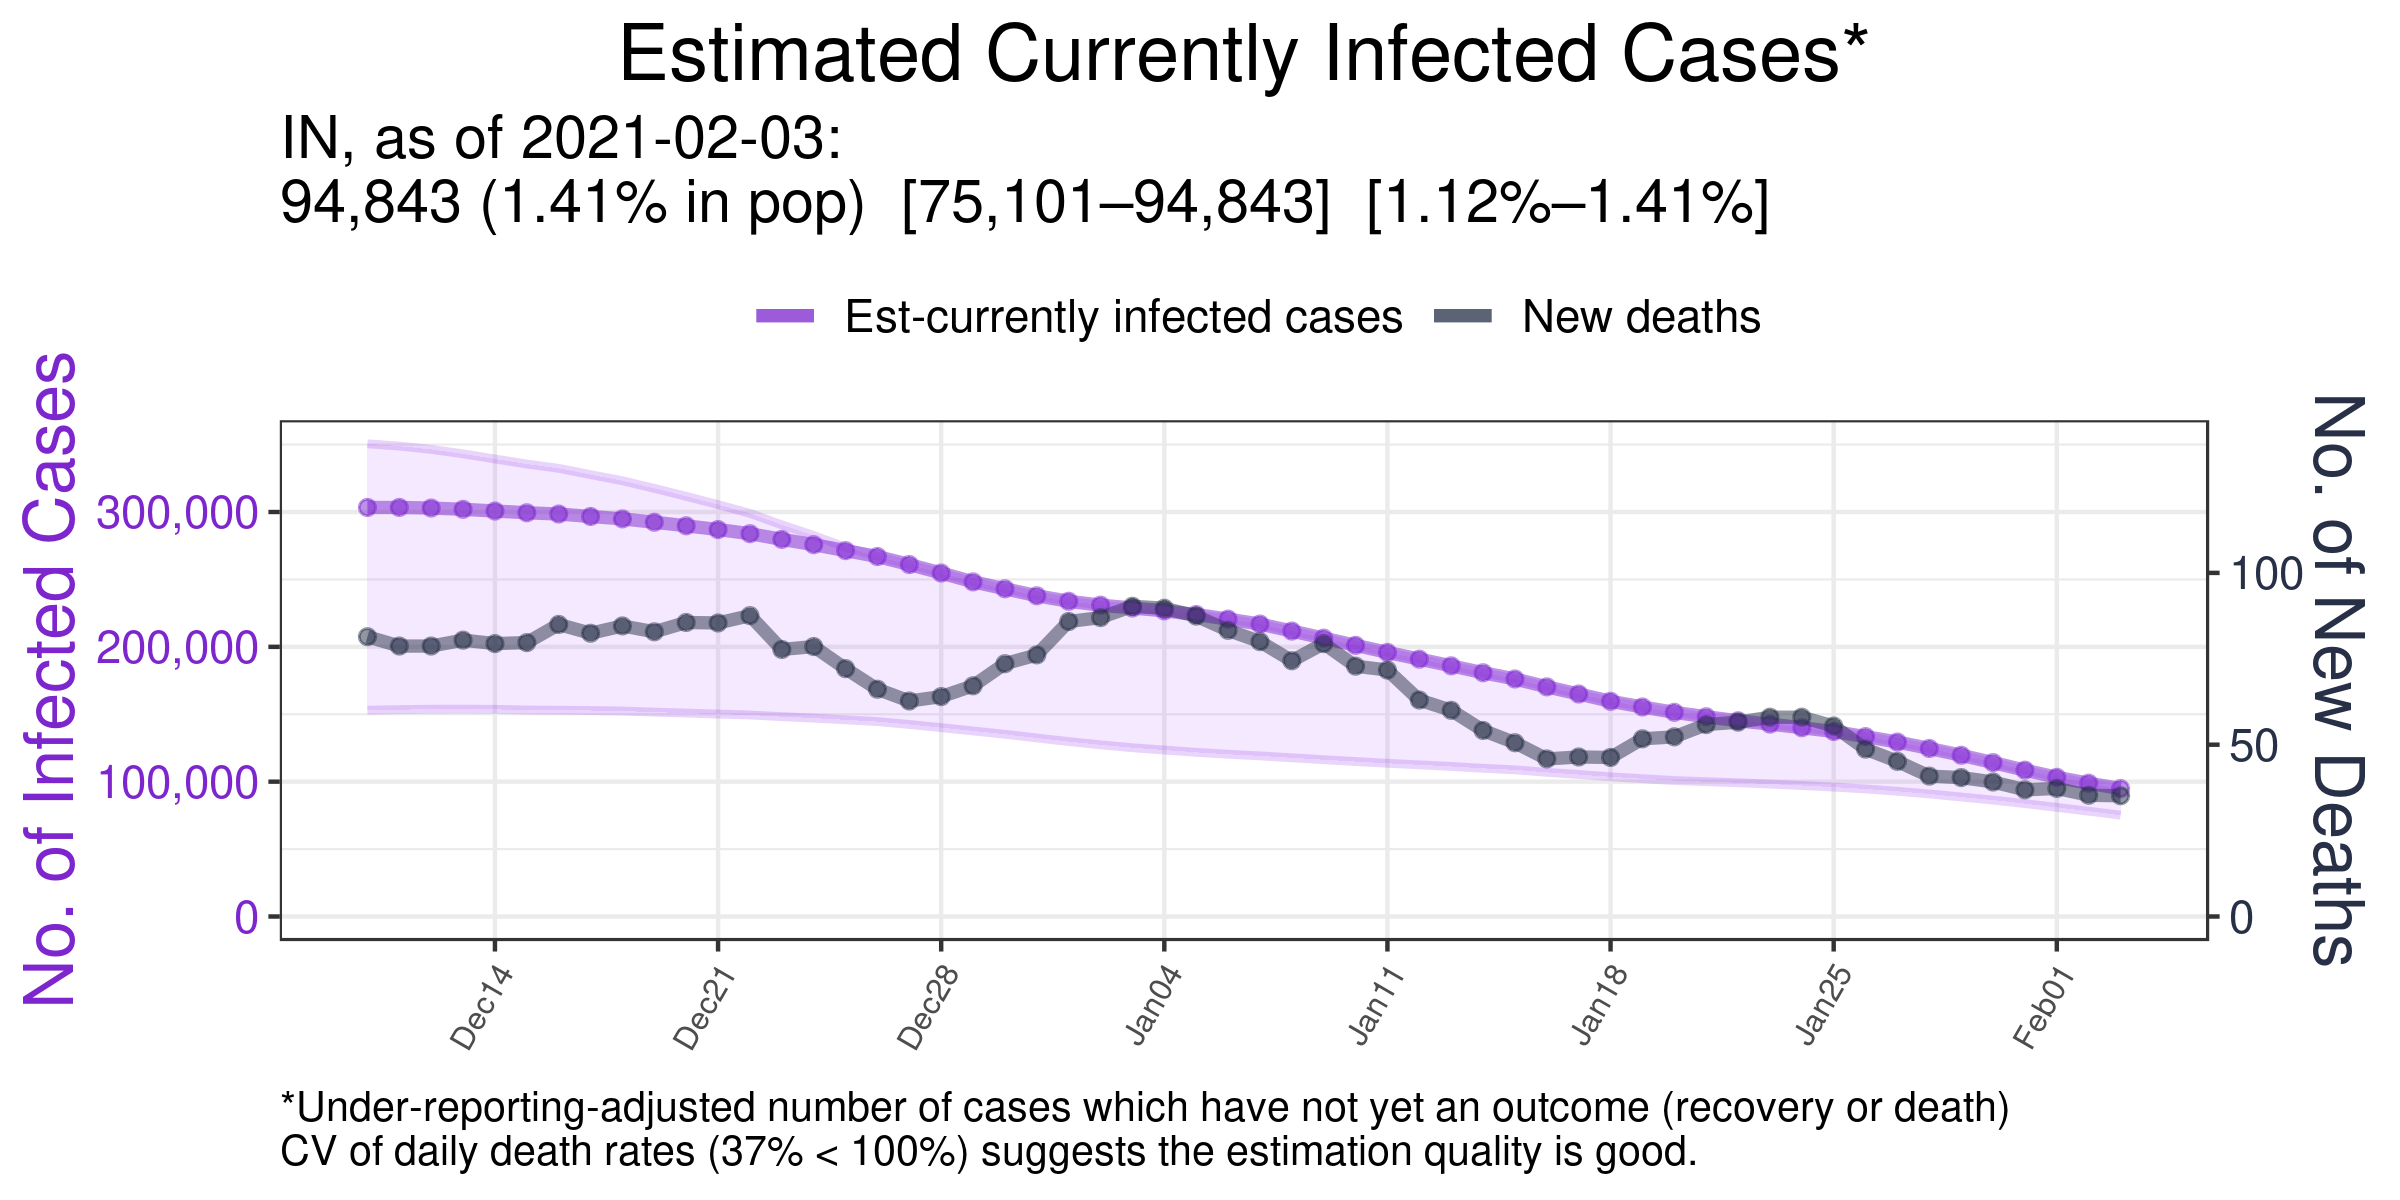 Estimated Currently Infected Cases*
IN, as of 2021-02-03:
94,843 (1.41% in pop)  [75,101–94,843]  [1.12%–1.41%]
Est-currently infected cases
New deaths
No. of Infected Cases
300,000
200,000
100,000
0
No. of New Deaths
100
50
0
Dec14
Dec21
Dec28
Jan04
Jan11
Jan18
Jan25
Feb01
*Under-reporting-adjusted number of cases which have not yet an outcome (recovery or death)
CV of daily death rates (37% < 100%) suggests the estimation quality is good.